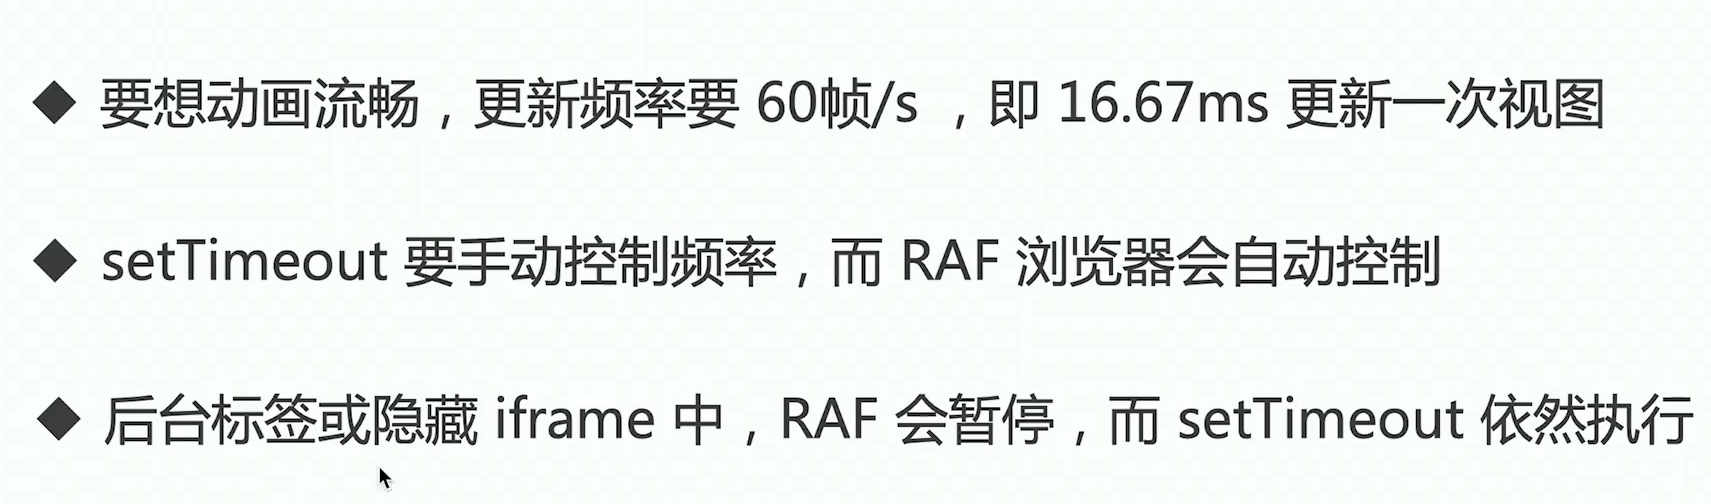 ◆ 要想动画流畅，更新频率要 60帧/s ，即 16.67ms 更新一次视图
◆ setTimeout 要手动控制频率，而 RAF 浏览器会自动控制
◆ 后台标签或隐藏 iframe 中，RAF 会暂停，而 setTimeout 依然执行